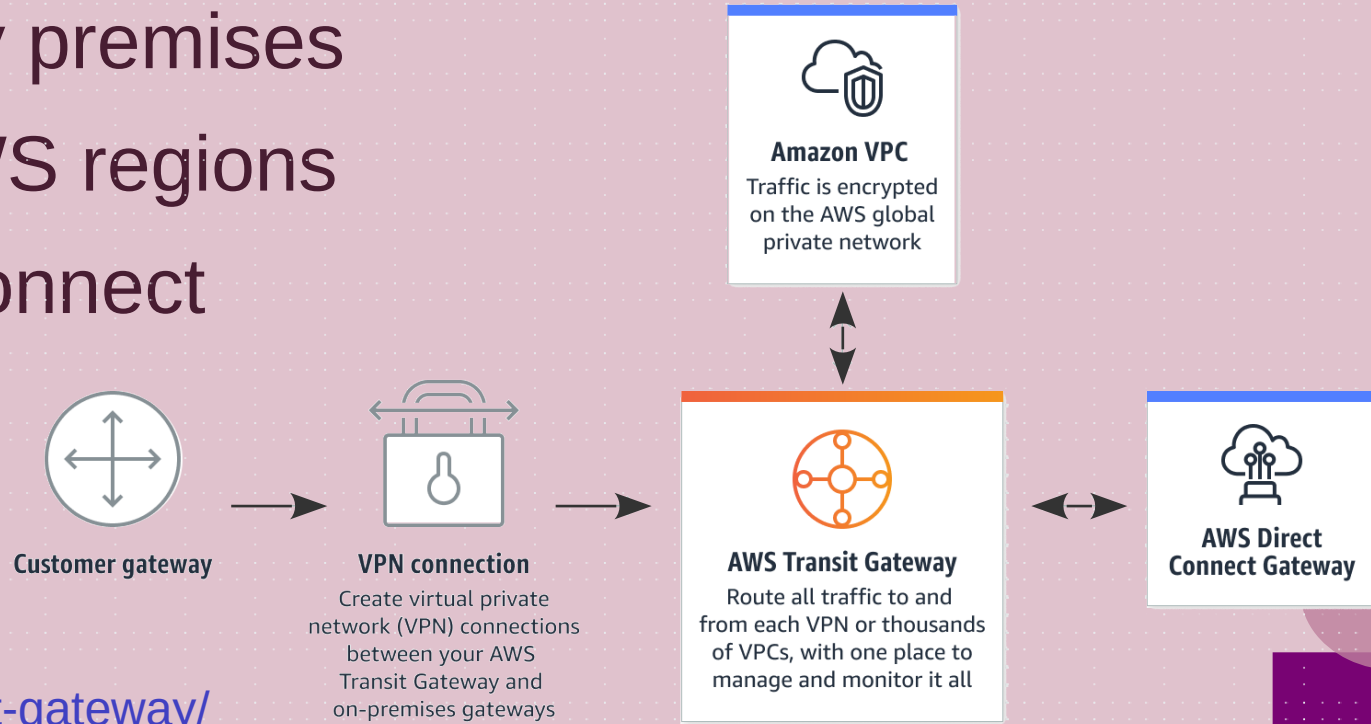 premises
regions
Amazon VPC
Traffic is encrypted
on the AWS global
private network
Customer gateway
VPN connection
Create virtual private
network (VPN) connections
between your AWS
Transit Gateway and
on-premises gateways
AWS Transit Gateway
Route all traffic to and
from each VPN or thousands
of VPCs, with one place to
manage and monitor it all
AWS Direct
Connect Gateway
-gateway/